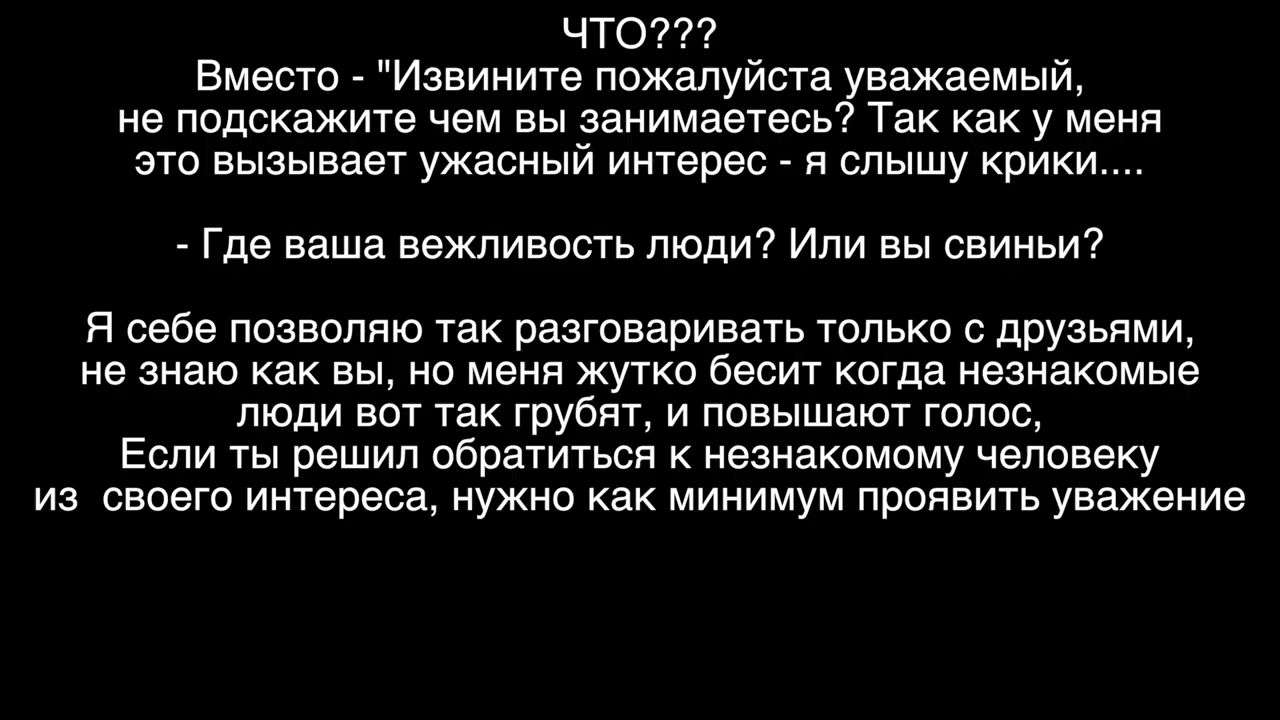 ЧТО???
Вместо - "Извините пожалуйста уважаемый,
не подскажите чем вы занимаетесь? Так как у меня
это вызывает ужасный интерес - я слышу крики....
- Где ваша вежливость люди? Или вы свиньи?
Я себе позволяю так разговаривать только с друзьями,
не знаю как вы, но меня жутко бесит когда незнакомые
люди вот так грубят, и повышают голос,
Если ты решил обратиться к незнакомому человеку
из  своего интереса, нужно как минимум проявить уважение